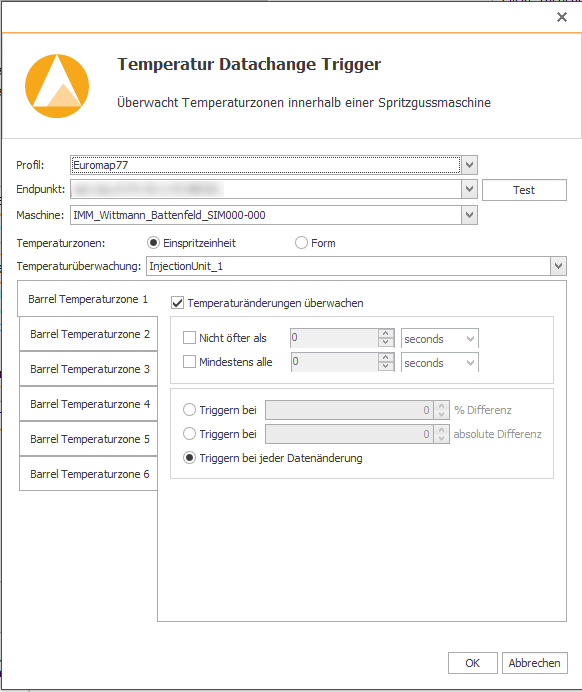 Temperatur Datachange Trigger
Überwacht Temperaturzonen innerhalb einer Spritzgussmaschine
Profil: Euromap77
Endpunkt: Test
Maschine: IMM_Wittmann_Battenfeld_SIM000-000
Temperaturzonen: Einspritzeinheit Form
Temperaturüberwachung: InjectionUnit_1
Barrel Temperaturzone 1
Barrel Temperaturzone 2
Barrel Temperaturzone 3
Barrel Temperaturzone 4
Barrel Temperaturzone 5
Barrel Temperaturzone 6
Temperaturänderungen überwachen
Nicht öfter als 0 seconds
Mindestens alle 0 seconds
Triggern bei 0 % Differenz
Triggern bei 0 absolute Differenz
Triggern bei jeder Datenänderung
OK Abbrechen